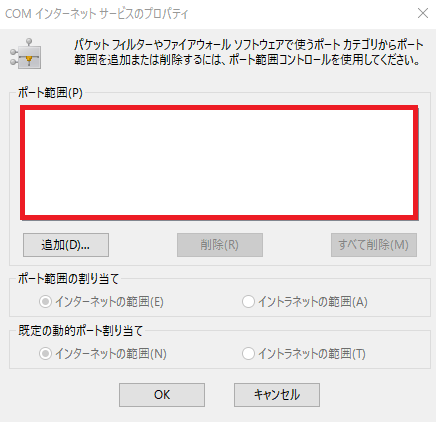 COM インターネット サービスのプロパティ
パケット フィルターやファイアウォール ソフトウェアで使うポート カテゴリからポート
範囲を追加または削除するには、ポート範囲コントロールを使用してください。
ポート範囲(P)
追加(D)...
削除(R)
すべて削除(M)
ポート範囲の割り当て
インターネットの範囲(E)
イントラネットの範囲(A)
既定の動的ポート割り当て
インターネットの範囲(N)
イントラネットの範囲(T)
OK
キャンセル